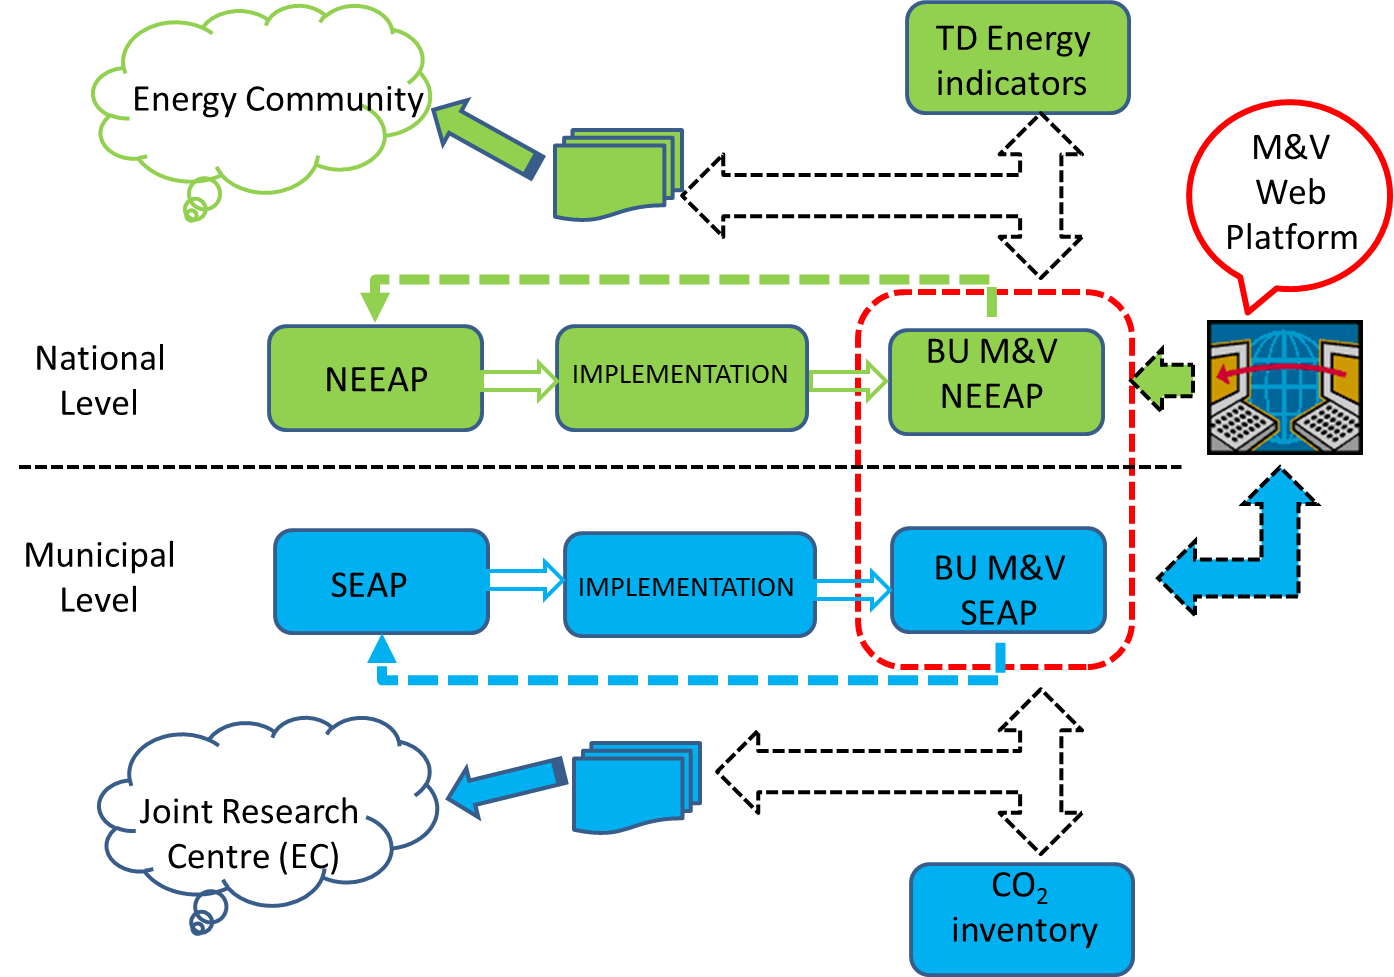 Energy Community
TD Energy
indicators
M&V
Web
Platform
National
Level
NEEAP
IMPLEMENTATION
BU M&V
NEEAP
Municipal
Level
SEAP
IMPLEMENTATION
BU M&V
SEAP
Joint Research
Centre (EC)
CO₂
inventory